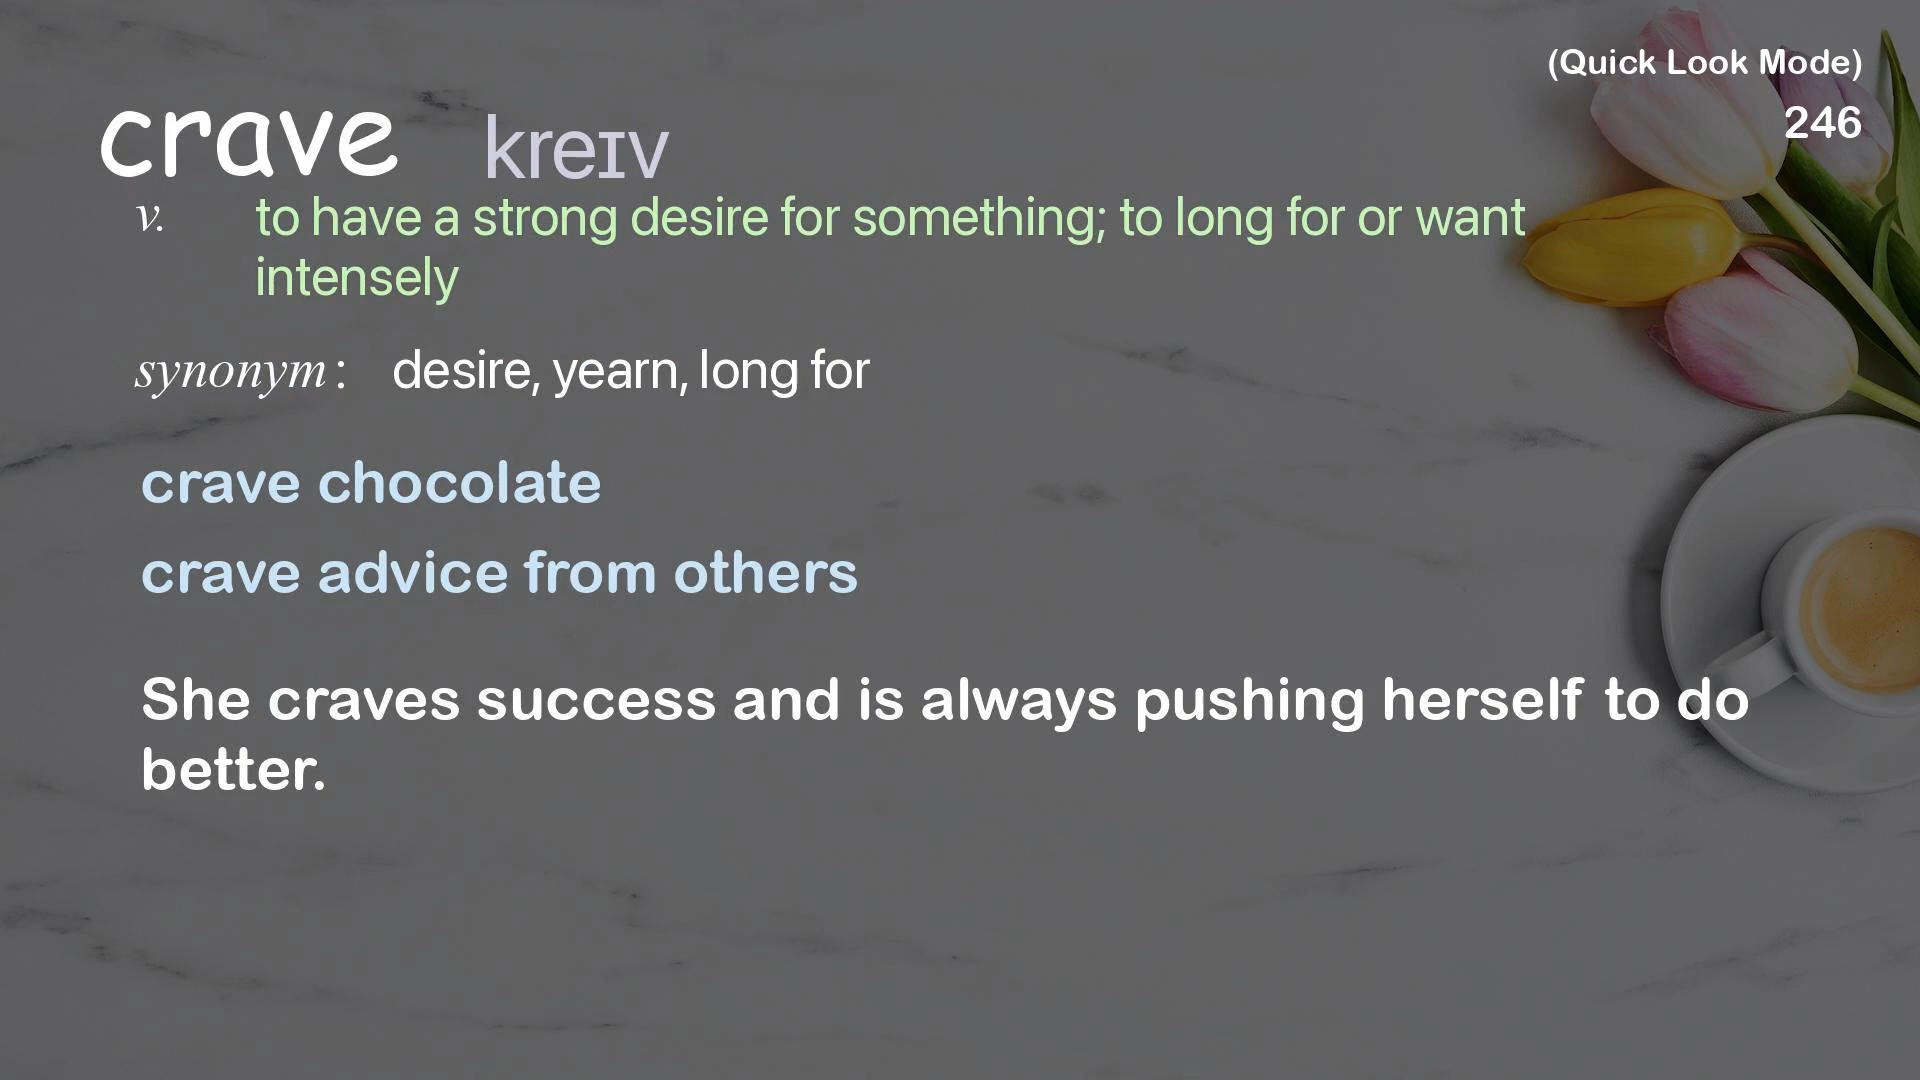 (Quick Look Mode)
246
crave kreɪv
v. to have a strong desire for something; to long for or want
intensely
synonym: desire, yearn, long for
crave chocolate
crave advice from others
She craves success and is always pushing herself to do
better.